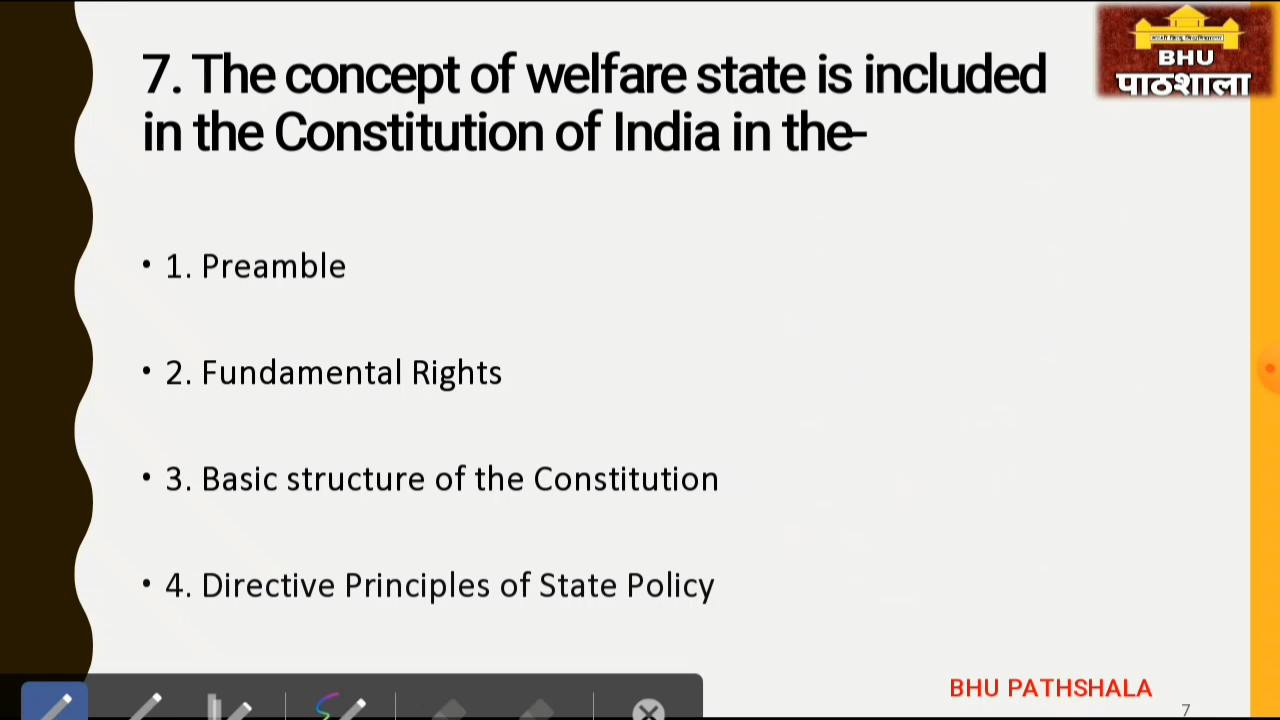 7. The concept of welfare state is included
in the Constitution of India in the-
BHU
पाठशाला
• 1. Preamble
• 2. Fundamental Rights
• 3. Basic structure of the Constitution
• 4. Directive Principles of State Policy
BHU PATHSHALA
7